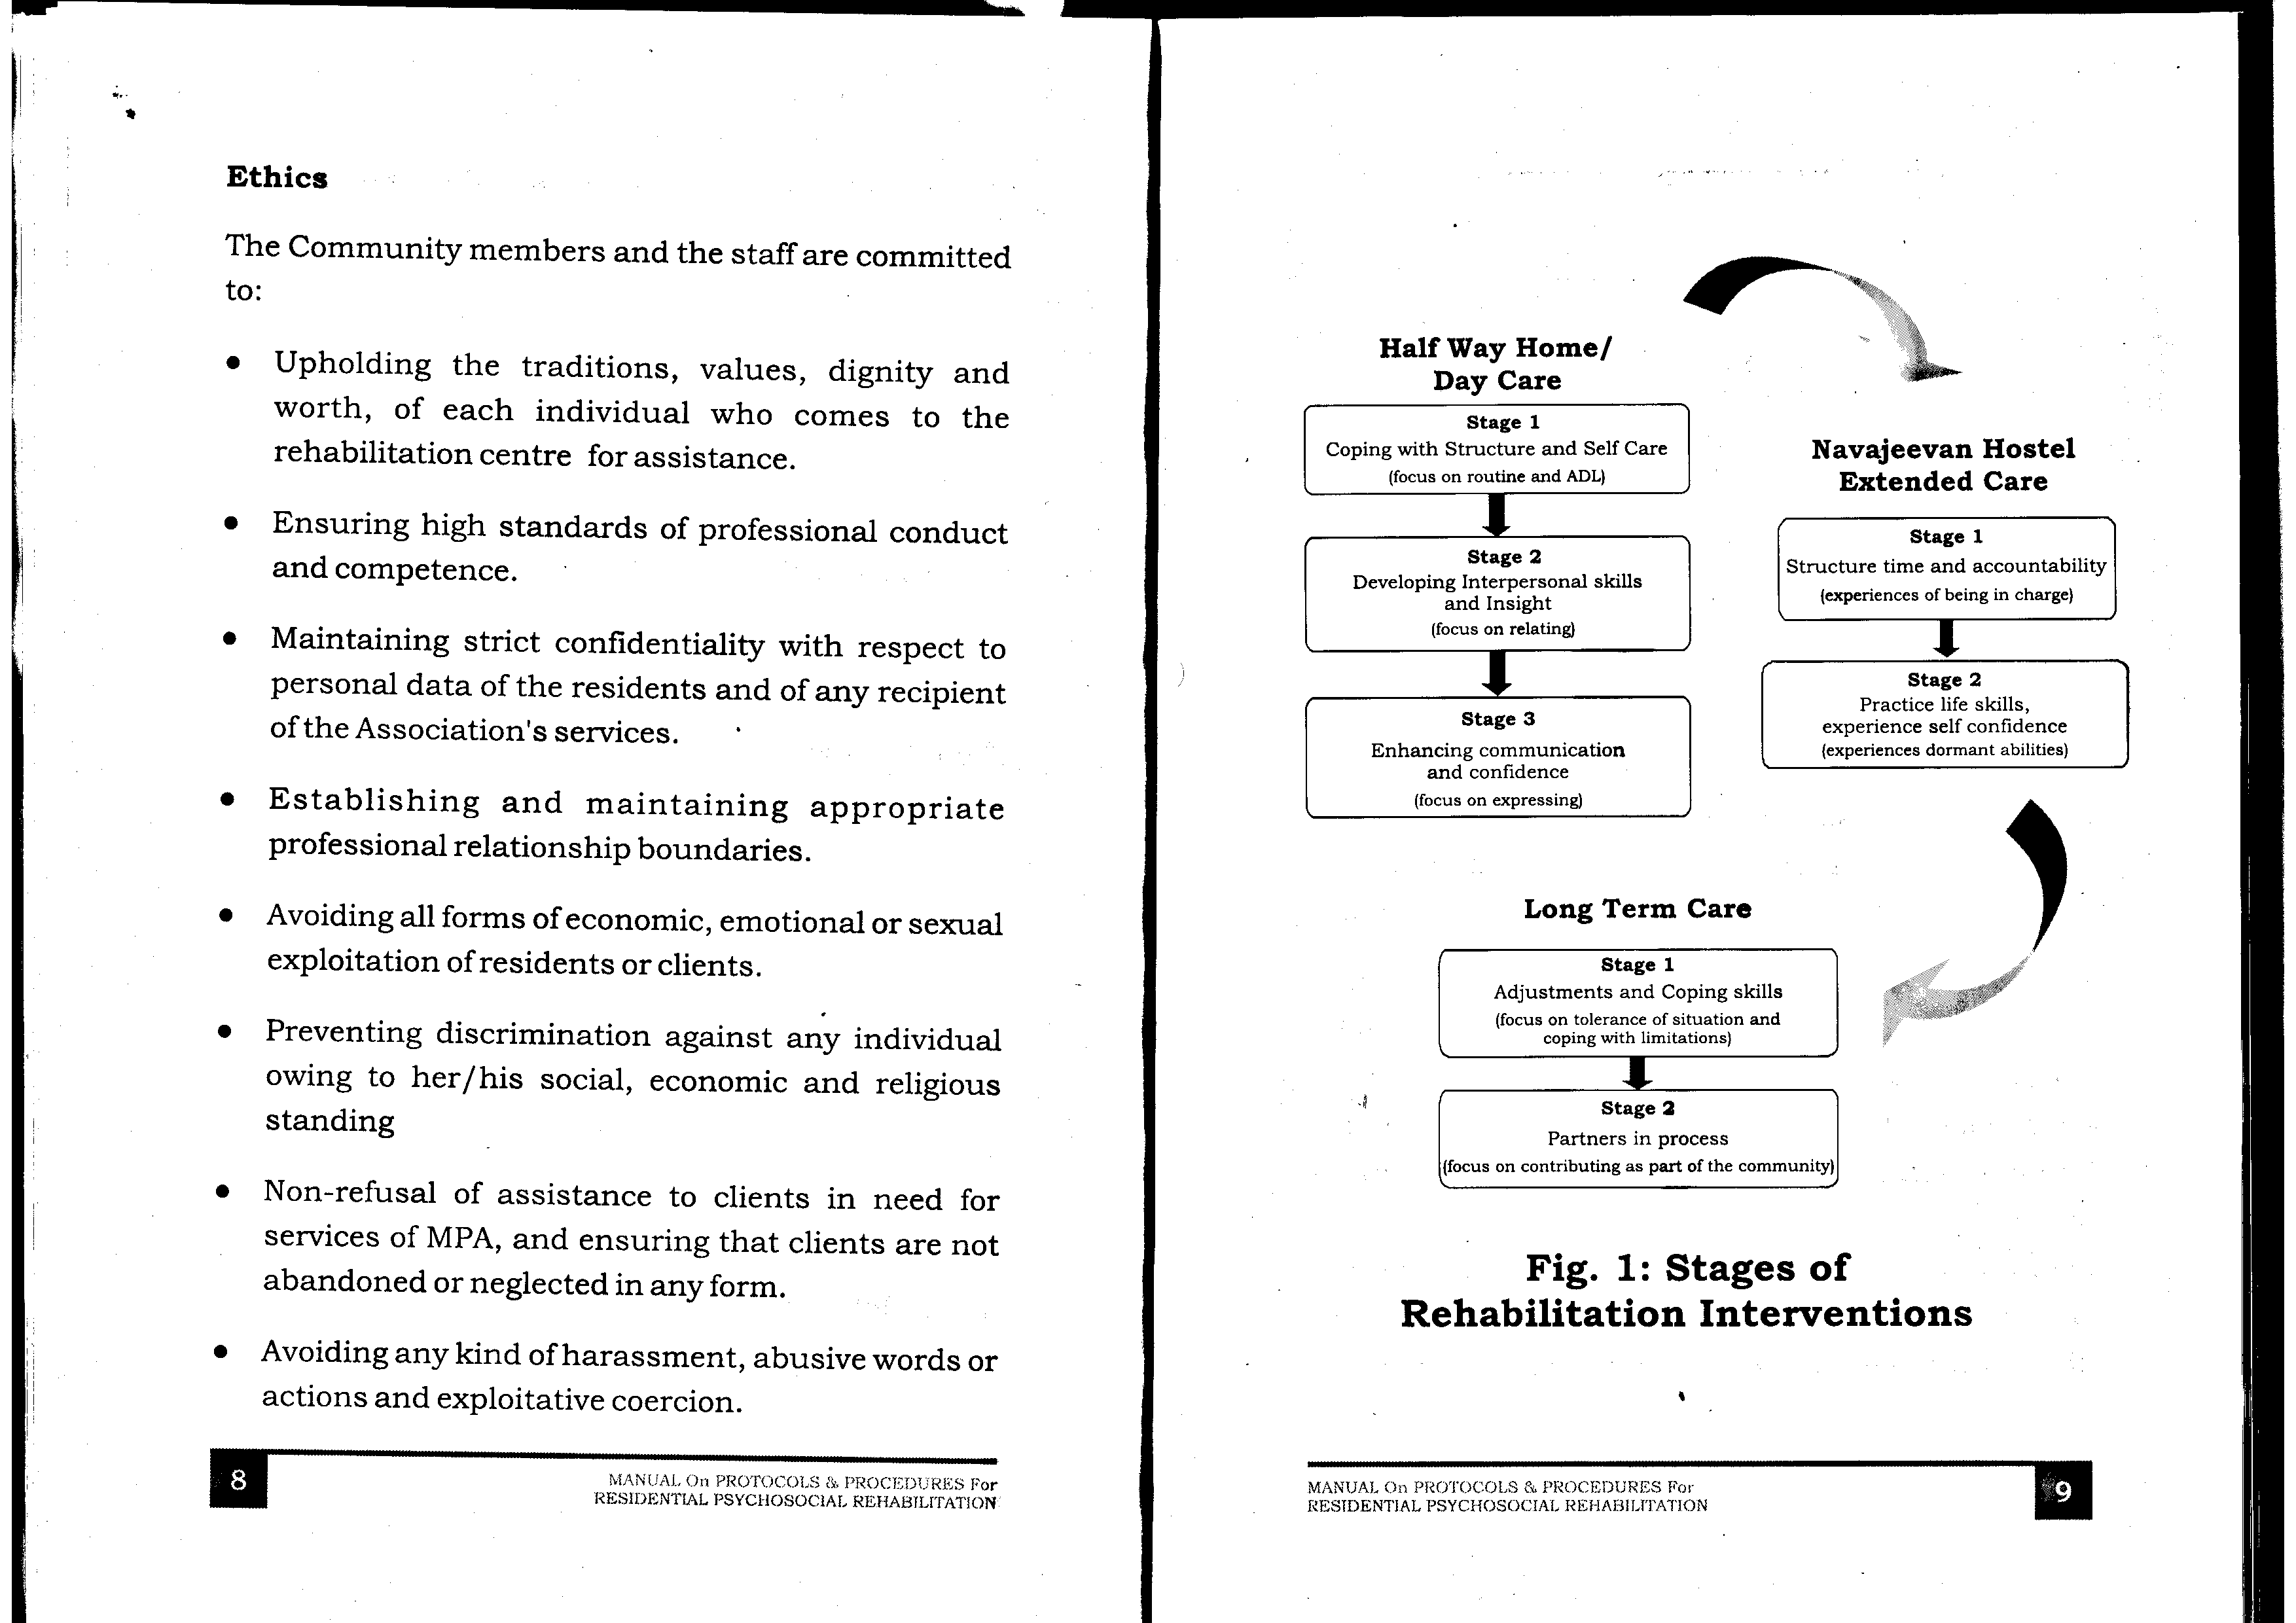 Ethics
The Community members and the staff are committed
to:
● Upholding the traditions, values, dignity and
worth, of each individual who comes to the
rehabilitation centre for assistance.
● Ensuring high standards of professional conduct
and competence.
● Maintaining strict confidentiality with respect to
personal data of the residents and of any recipient
of the Association's services.
● Establishing and maintaining appropriate
professional relationship boundaries.
● Avoiding all forms of economic, emotional or sexual
exploitation of residents or clients.
● Preventing discrimination against any individual
owing to her/his social, economic and religious
standing
● Non-refusal of assistance to clients in need for
services of MPA, and ensuring that clients are not
abandoned or neglected in any form.
● Avoiding any kind of harassment, abusive words or
actions and exploitative coercion.
8
MANUAL On PROTOCOLS & PROCEDURES For
RESIDENTIAL PSYCHOSOCIAL REHABILITATION
Half Way Home/
Day Care
Stage 1
Coping with Structure and Self Care
(focus on routine and ADL)
Stage 2
Developing Interpersonal skills
and Insight
(focus on relating)
Stage 3
Enhancing communication
and confidence
(focus on expressing)
Navajeevan Hostel
Extended Care
Stage 1
Structure time and accountability
(experiences of being in charge)
Stage 2
Practice life skills,
experience self confidence
(experiences dormant abilities)
Long Term Care
Stage 1
Adjustments and Coping skills
(focus on tolerance of situation and
coping with limitations)
Stage 2
Partners in process
(focus on contributing as part of the community)
Fig. 1: Stages of
Rehabilitation Interventions
MANUAL On PROTOCOLS & PROCEDURES For
RESIDENTIAL PSYCHOSOCIAL REHABILITATION
9